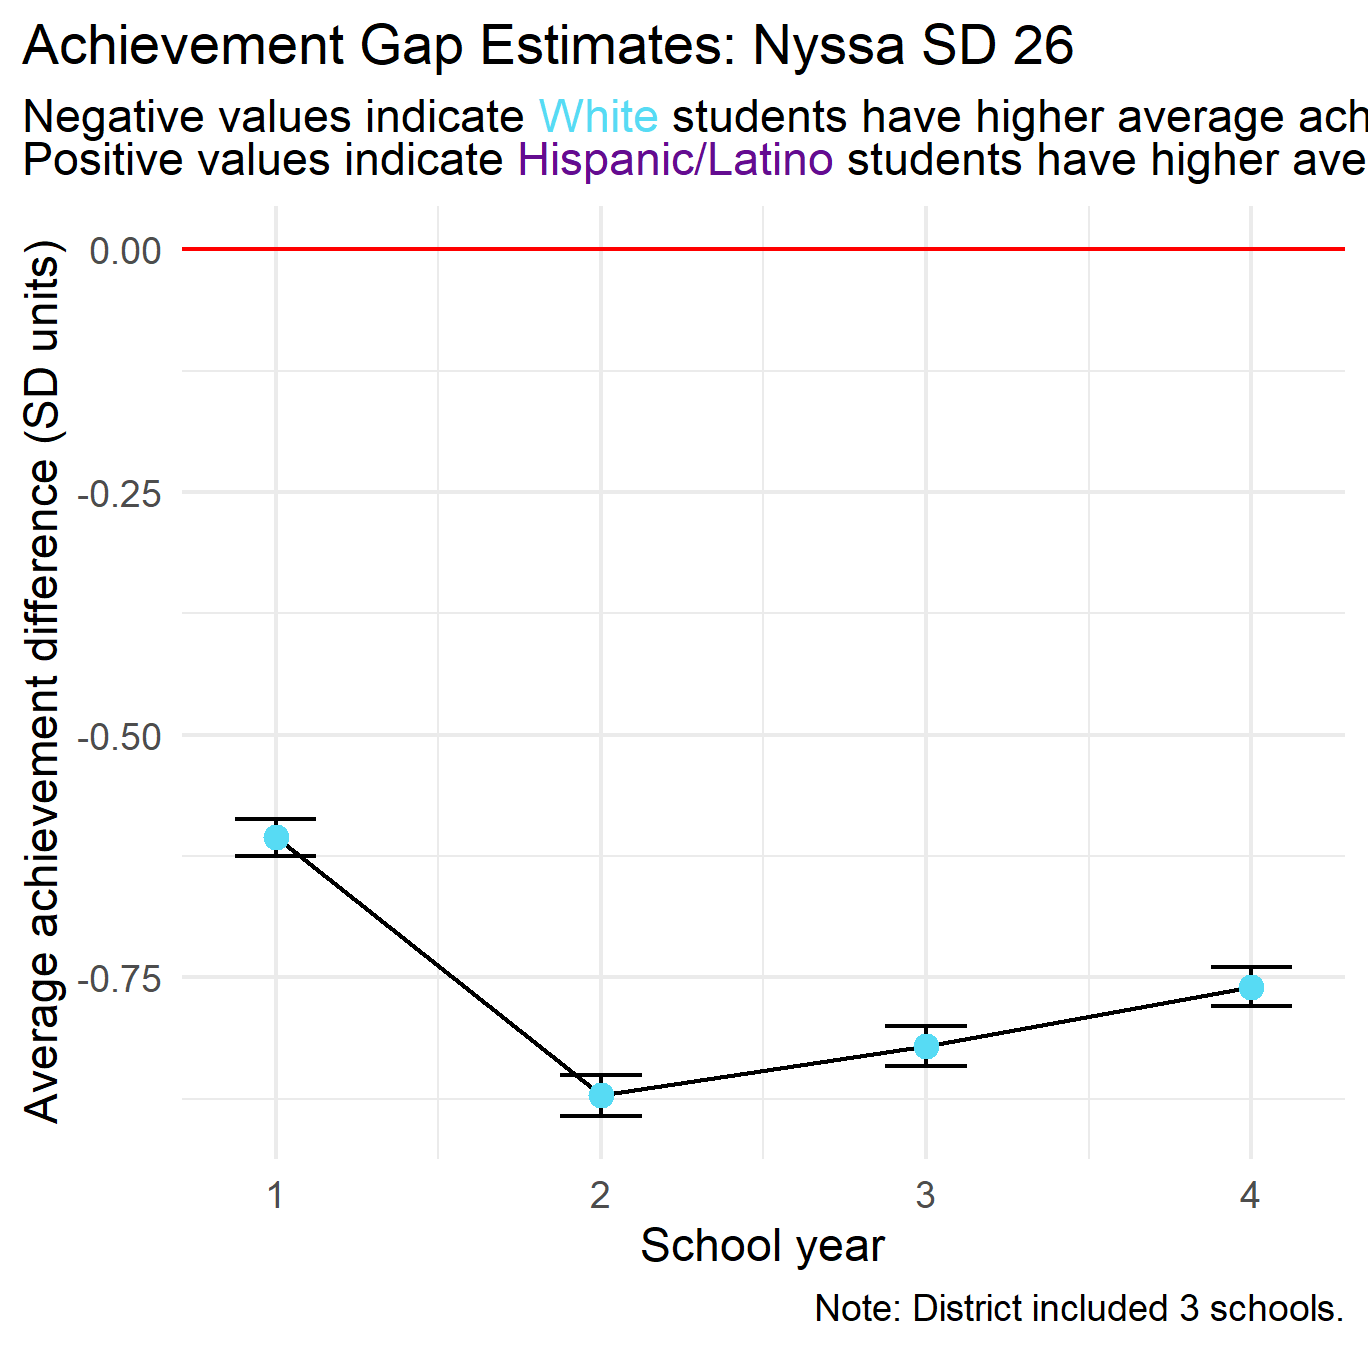 Achievement Gap Estimates: Nyssa SD 26
Negative values indicate White students have higher average ach
Positive values indicate Hispanic/Latino students have higher ave
Average achievement difference (SD units)
0.00
-0.25
-0.50
-0.75
1 2 3 4
School year
Note: District included 3 schools.